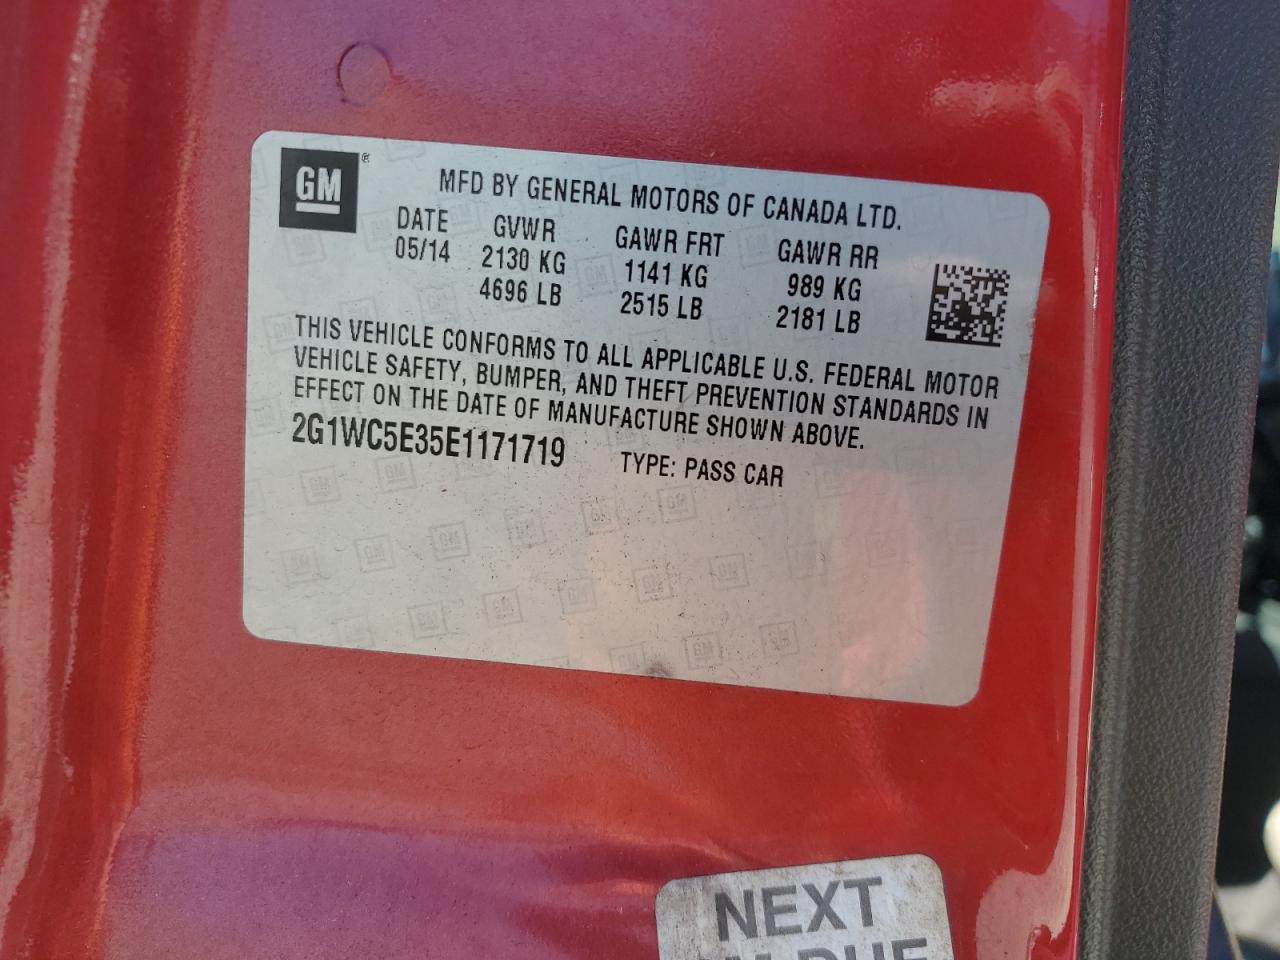 GM®
MFD BY GENERAL MOTORS OF CANADA LTD.
DATE GVWR GAWR FRT GAWR RR
05/14 2130 KG 1141 KG 989 KG
4696 LB 2515 LB 2181 LB
THIS VEHICLE CONFORMS TO ALL APPLICABLE U.S. FEDERAL MOTOR
VEHICLE SAFETY, BUMPER, AND THEFT PREVENTION STANDARDS IN
EFFECT ON THE DATE OF MANUFACTURE SHOWN ABOVE.
2G1WC5E35E1171719 TYPE: PASS CAR
NEXT
DUE